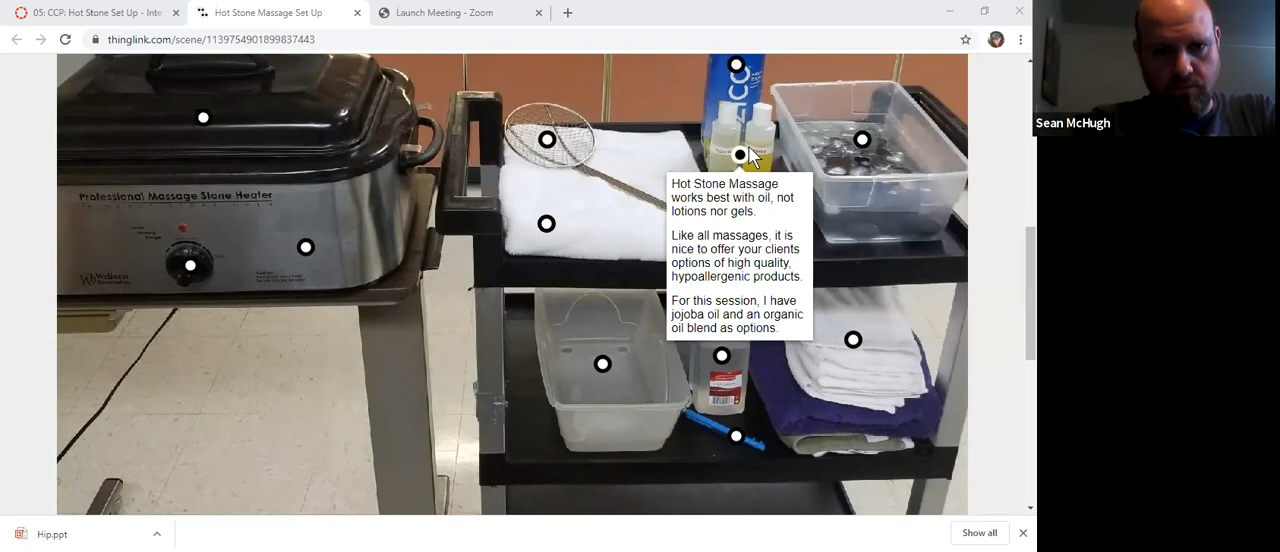 05: CCP: Hot Stone Set Up - Inte
Hot Stone Massage Set Up
Launch Meeting - Zoom
thinglink.com/scene/1139754901899837443
Sean McHugh
ZICO
Professional Massage Stone Heater
Hot Stone Massage
works best with oil, not
lotions nor gels.
Like all massages, it is
nice to offer your clients
options of high quality,
hypoallergenic products.
For this session, I have
jojoba oil and an organic
oil blend as options.
Wellness
Hip.ppt
Show all